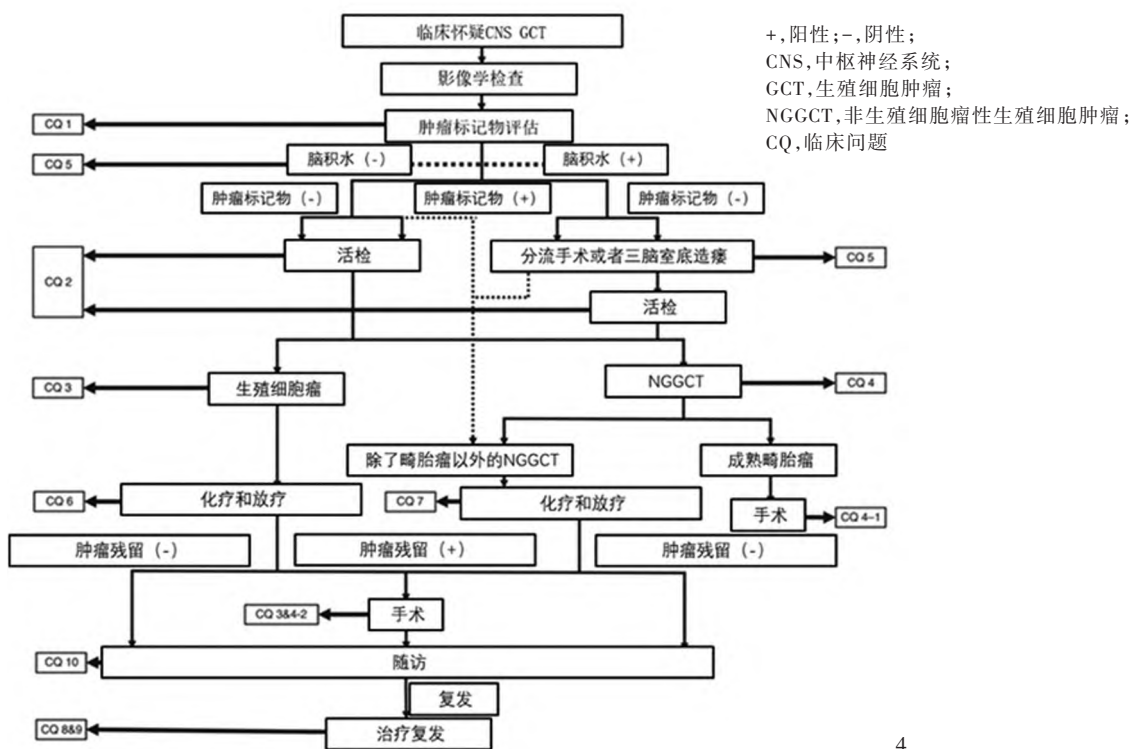 临床怀疑CNS GCT
+,阳性;-,阴性;
CNS,中枢神经系统;
GCT,生殖细胞肿瘤;
NGGCT,非生殖细胞瘤性生殖细胞肿瘤;
CQ,临床问题
影像学检查
CQ 1
肿瘤标记物评估
CQ 5
脑积水(-)
脑积水(+)
肿瘤标记物(-)
肿瘤标记物(+)
肿瘤标记物(-)
CQ 2
活检
分流手术或者三脑室底造瘘
CQ 5
活检
CQ 3
生殖细胞瘤
NGGCT
CQ 4
除了畸胎瘤以外的NGGCT
成熟畸胎瘤
CQ 6
化疗和放疗
CQ 7
化疗和放疗
手术
CQ 4-1
肿瘤残留(-)
肿瘤残留(+)
肿瘤残留(-)
CQ 3&4-2
手术
CQ 10
随访
复发
CQ 8&9
治疗复发
4